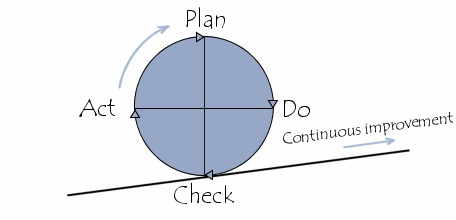 Plan
Act
Do
Continuous improvement
Check